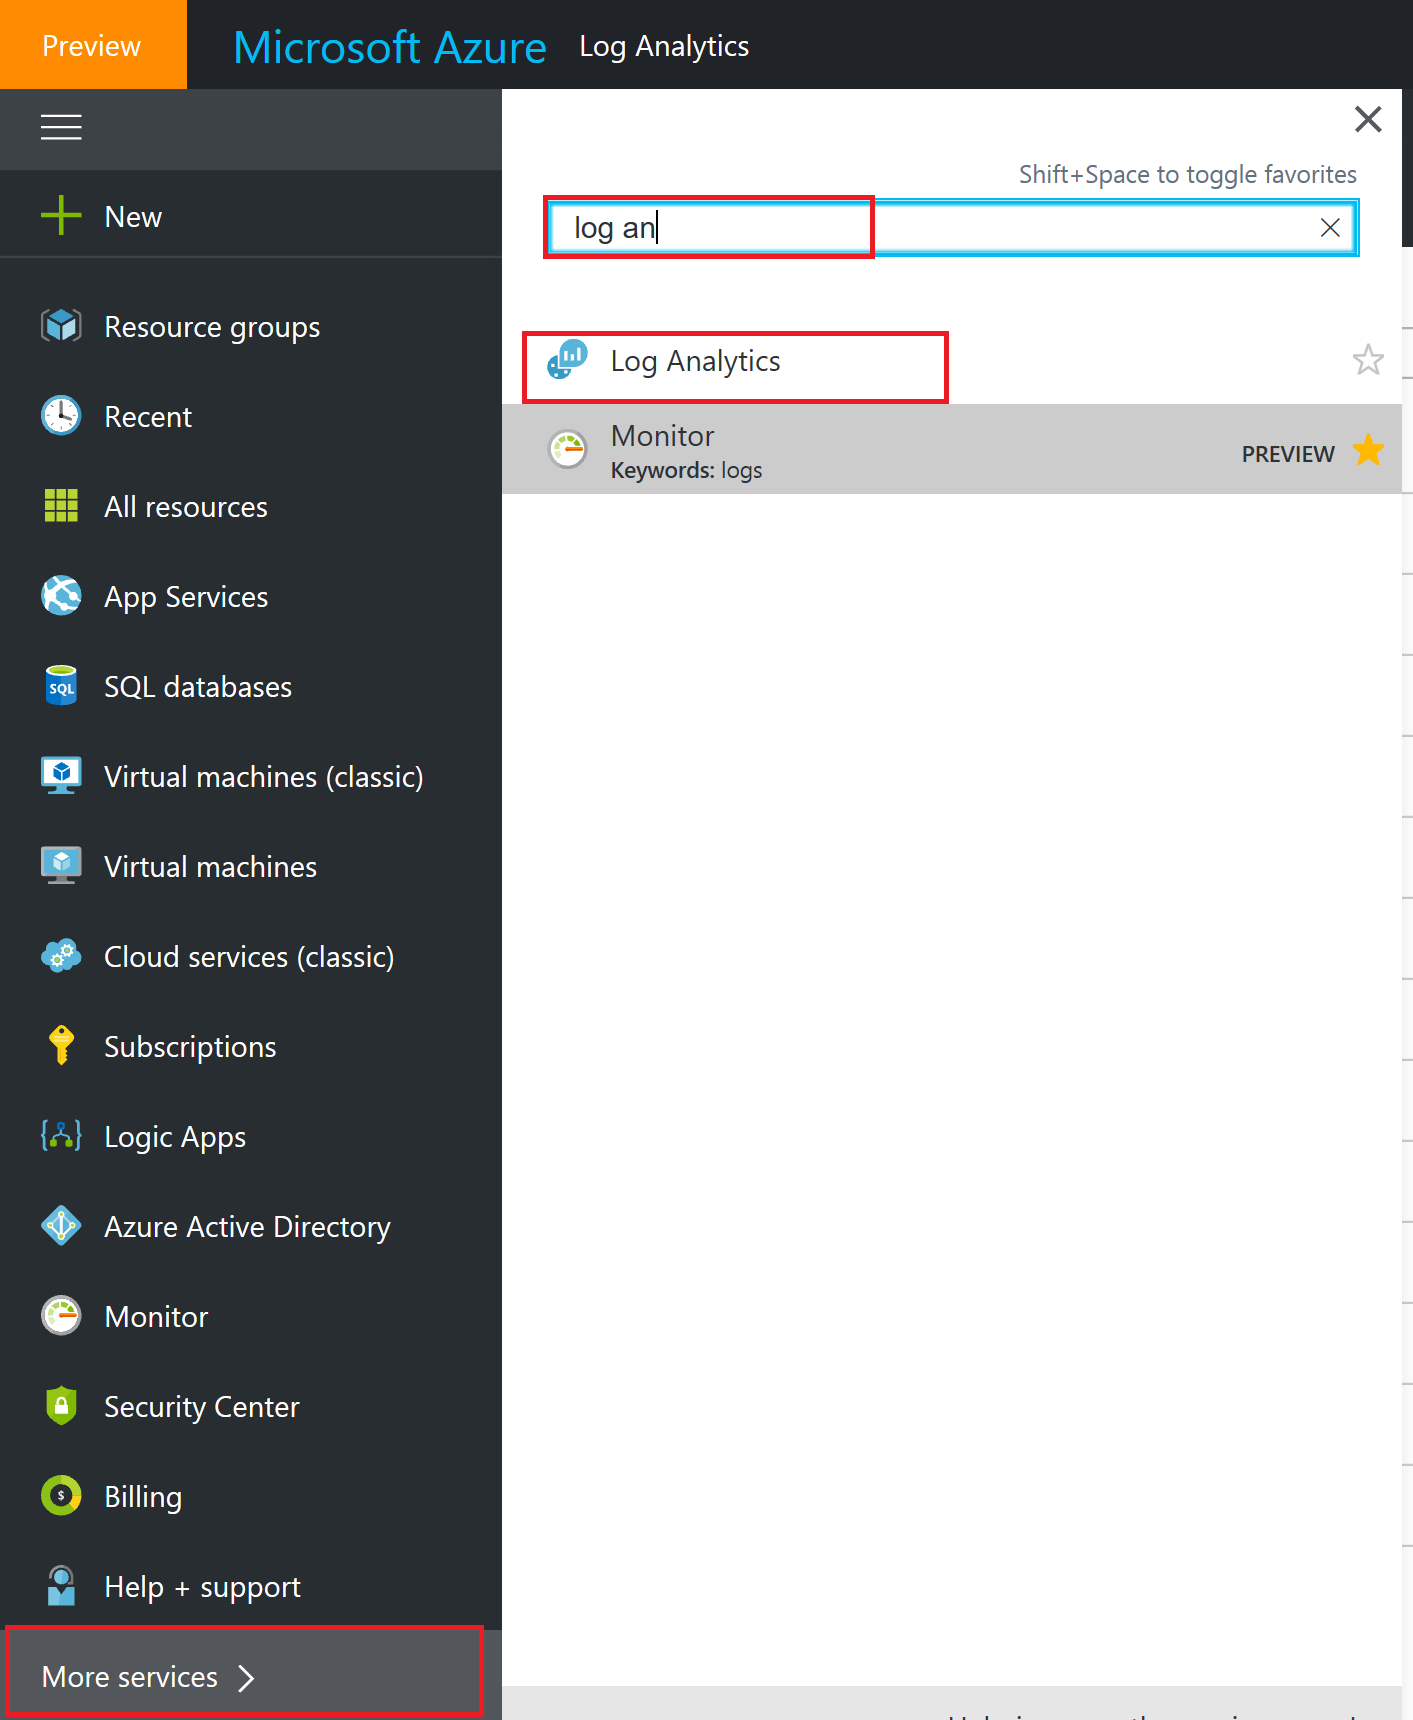 Preview
Microsoft Azure Log Analytics
Shift+Space to toggle favorites
log an
New
Log Analytics
Monitor
Keywords: logs
PREVIEW
Resource groups
Recent
All resources
App Services
SQL databases
SQL
Virtual machines (classic)
Virtual machines
Cloud services (classic)
Subscriptions
Logic Apps
Azure Active Directory
Monitor
Security Center
$
Billing
Help + support
More services